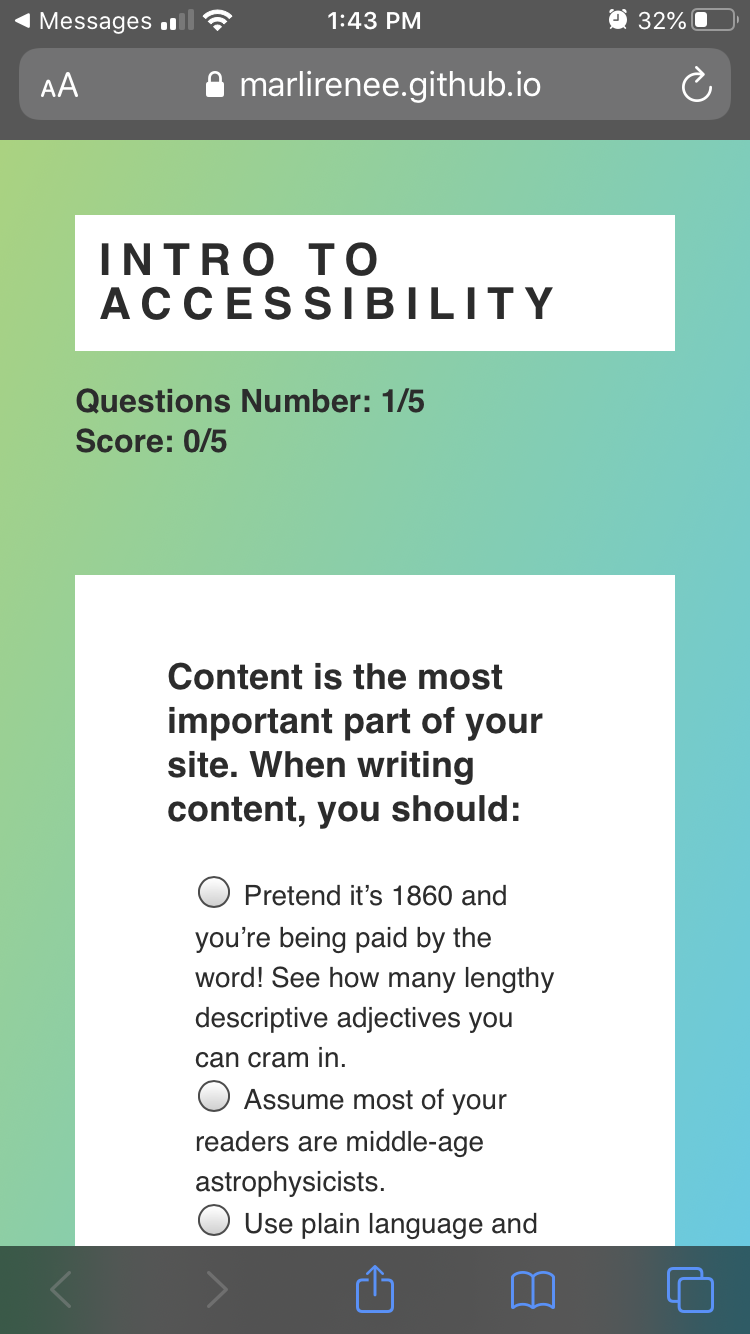 Messages 1:43 PM 32%
AA marlirenee.github.io
INTRO TO
ACCESSIBILITY
Questions Number: 1/5
Score: 0/5
Content is the most
important part of your
site. When writing
content, you should:
Pretend it’s 1860 and
you’re being paid by the
word! See how many lengthy
descriptive adjectives you
can cram in.
Assume most of your
readers are middle-age
astrophysicists.
Use plain language and